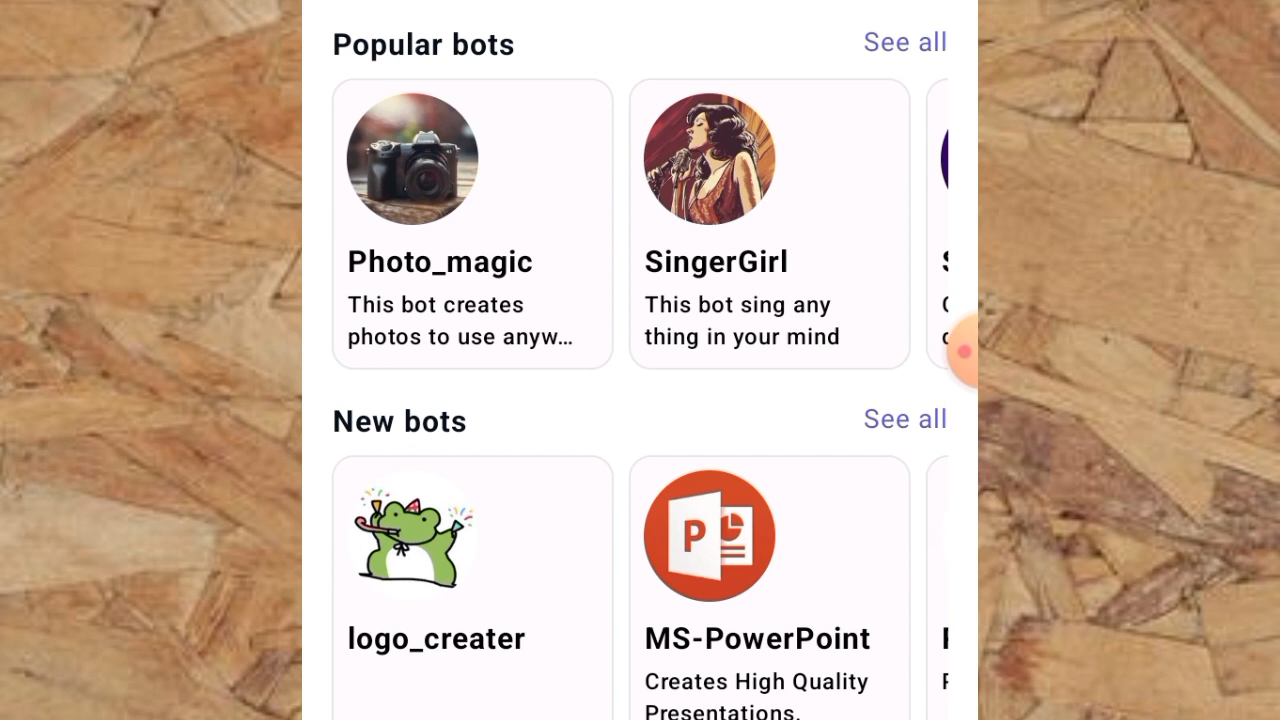 Popular bots
See all
Photo_magic
This bot creates
photos to use anyw...
SingerGirl
This bot sing any
thing in your mind
New bots
See all
logo_creater
P
MS-PowerPoint
Creates High Quality
Presentations.